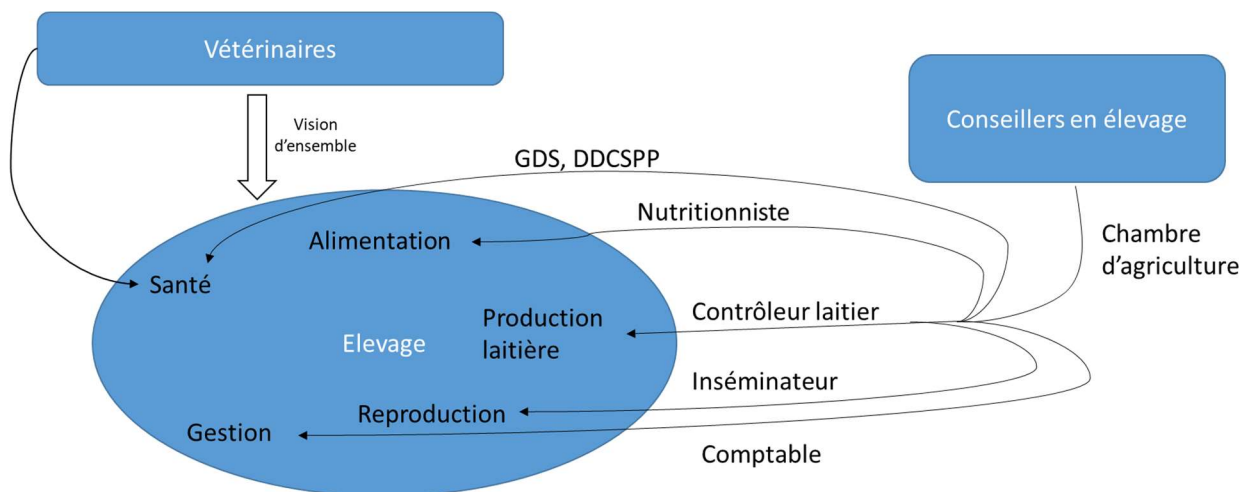 Vétérinaires
Vision
d'ensemble
Conseillers en élevage
GDS, DDCSPP
Nutritionniste
Chambre
d'agriculture
Alimentation
Santé
Contrôleur laitier
Production
laitière
Elevage
Inséminateur
Reproduction
Gestion
Comptable